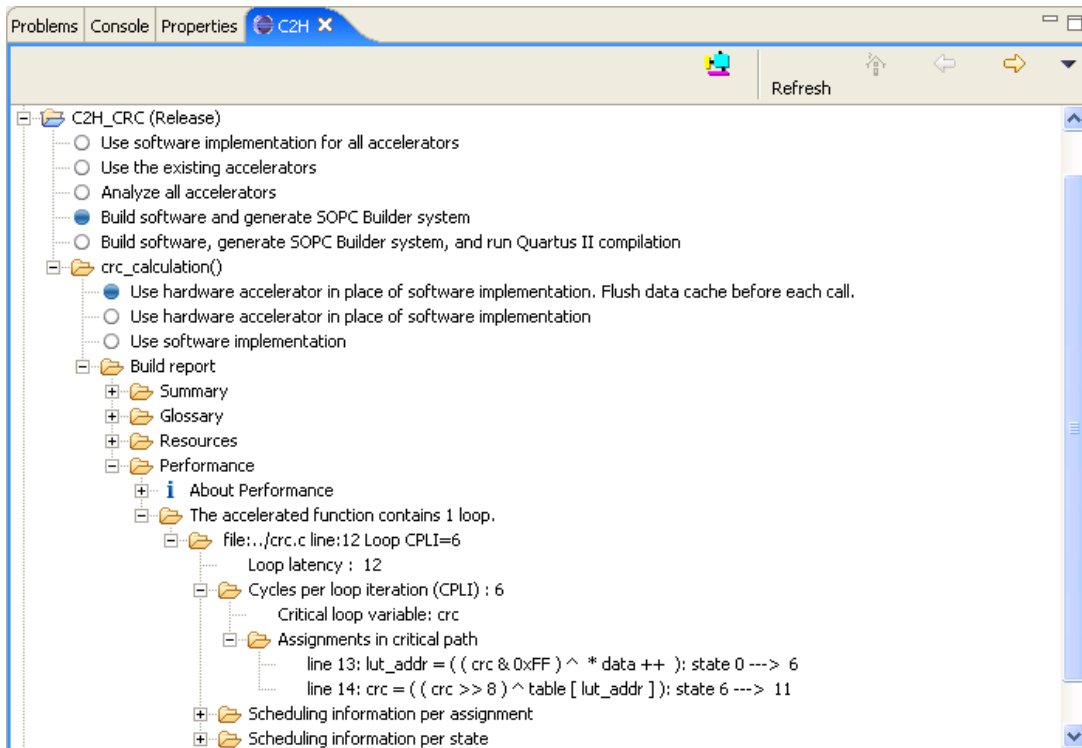 Problems Console Properties C2H
Refresh
C2H_CRC (Release)
Use software implementation for all accelerators
Use the existing accelerators
Analyze all accelerators
Build software and generate SOPC Builder system
Build software, generate SOPC Builder system, and run Quartus II compilation
crc_calculation()
Use hardware accelerator in place of software implementation. Flush data cache before each call.
Use hardware accelerator in place of software implementation
Use software implementation
Build report
Summary
Glossary
Resources
Performance
About Performance
The accelerated function contains 1 loop.
file:../crc.c line:12 Loop CPLI=6
Loop latency : 12
Cycles per loop iteration (CPLI) : 6
Critical loop variable: crc
Assignments in critical path
line 13: lut_addr = ( ( crc & 0xFF ) ^ * data ++ ): state 0 ---> 6
line 14: crc = ( ( crc >> 8 ) ^ table [ lut_addr ] ): state 6 ---> 11
Scheduling information per assignment
Scheduling information per state